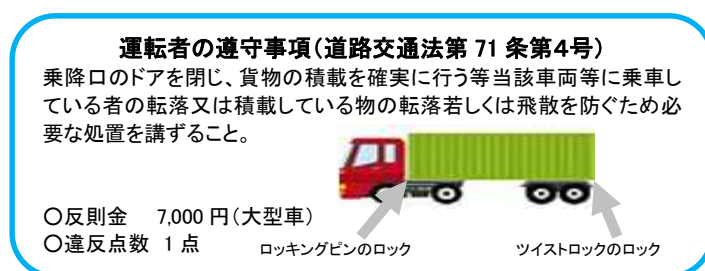 運転者の遵守事項（道路交通法第 71 条第4号）
乗降口のドアを閉じ、貨物の積載を確実に行う等当該車両等に乗車し
ている者の転落又は積載している物の転落若しくは飛散を防ぐため必
要な処置を講ずること。
〇反則金　7,000 円（大型車）
〇違反点数 1 点
ロッキングピンのロック
ツイストロックのロック